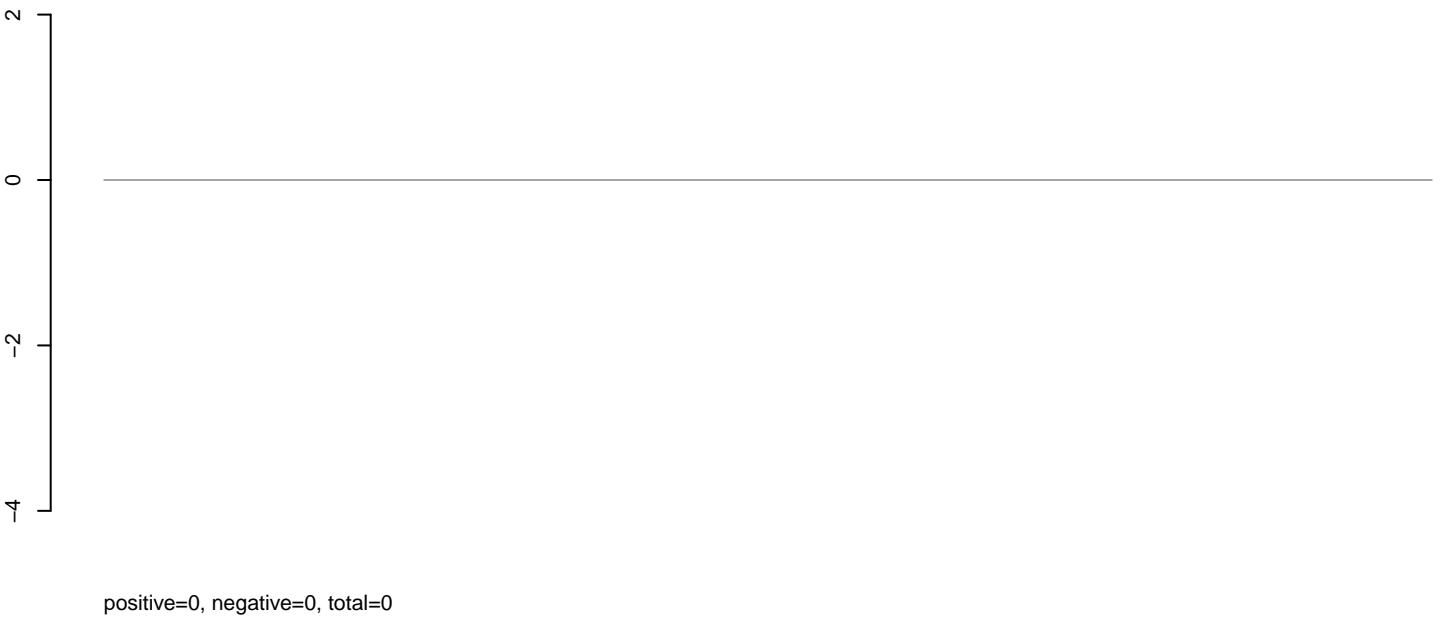 2
0
−2
−4
positive=0, negative=0, total=0